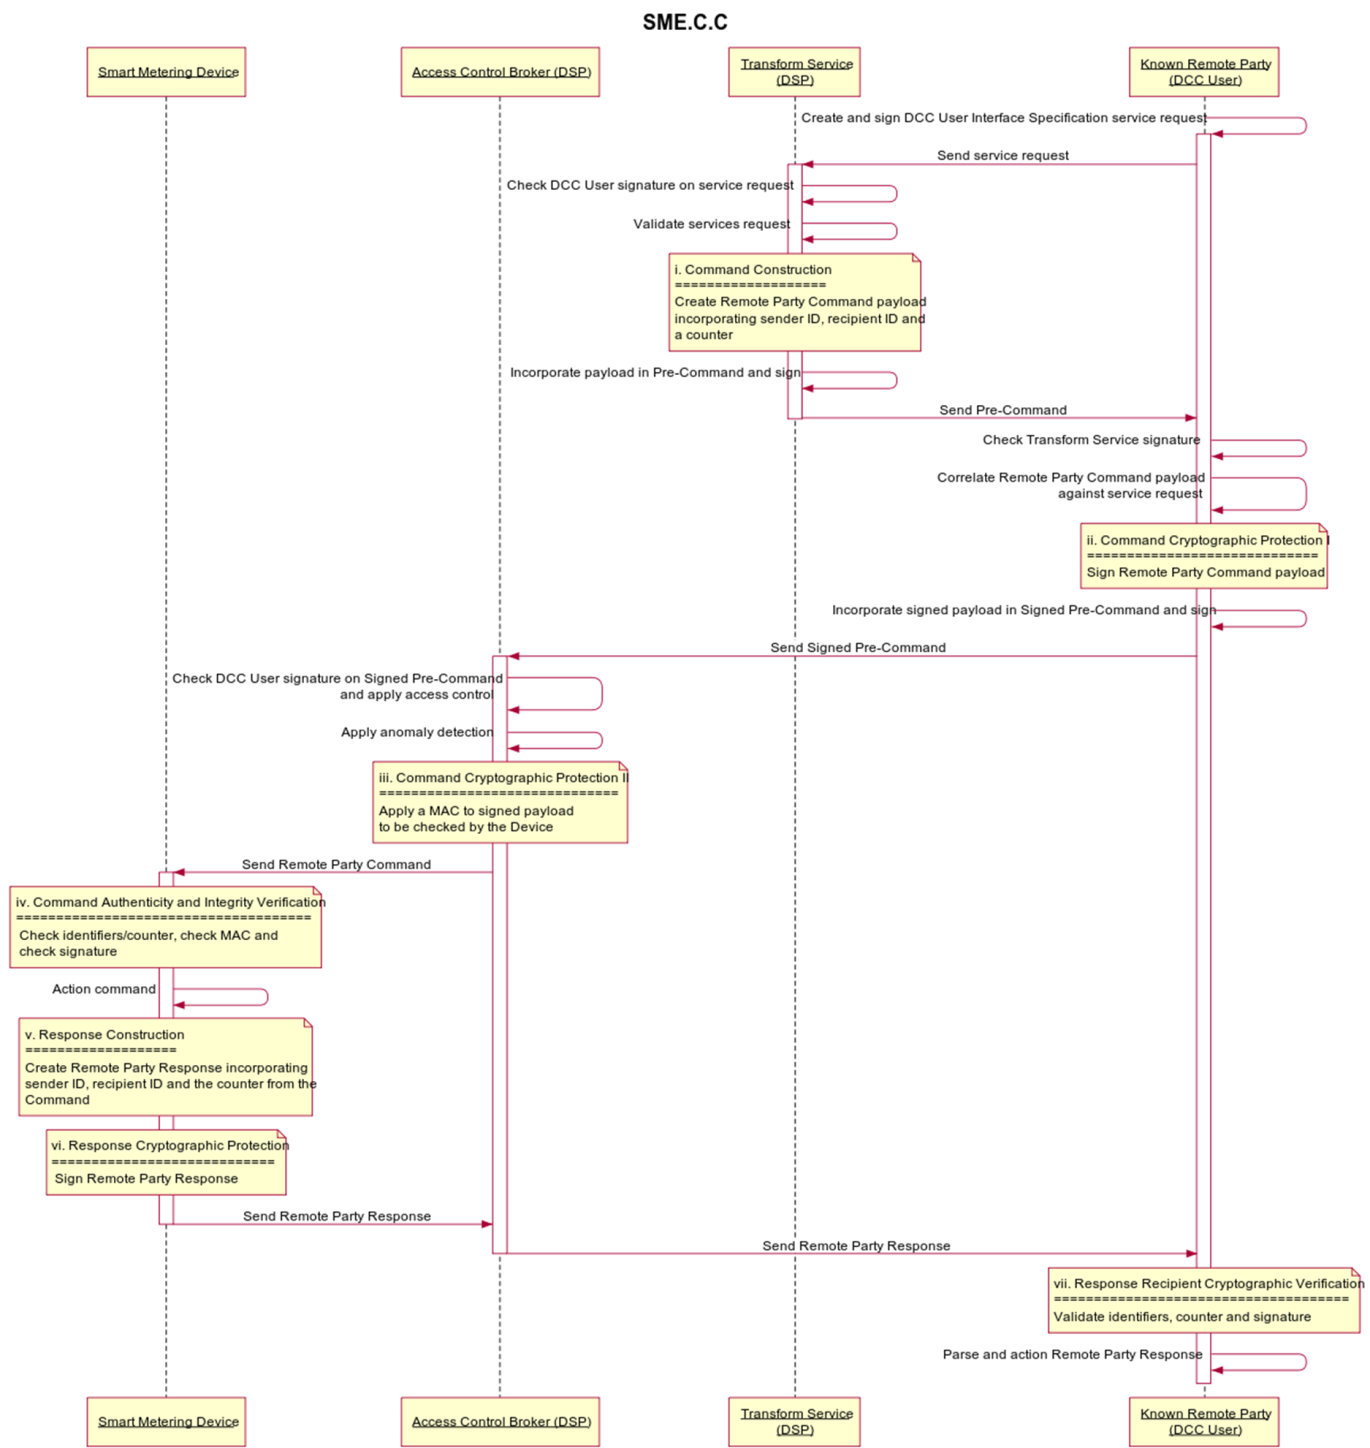 SME.C.C
Smart Metering Device
Access Control Broker (DSP)
Transform Service
(DSP)
Known Remote Party
(DCC User)
Create and sign DCC User Interface Specification service request
Send service request
Check DCC User signature on service request
Validate services request
i. Command Construction
===================
Create Remote Party Command payload
incorporating sender ID, recipient ID and
a counter
Incorporate payload in Pre-Command and sign
Send Pre-Command
Check Transform Service signature
Correlate Remote Party Command payload
against service request
ii. Command Cryptographic Protection I
=============================
Sign Remote Party Command payload
Incorporate signed payload in Signed Pre-Command and sign
Send Signed Pre-Command
Check DCC User signature on Signed Pre-Command
and apply access control
Apply anomaly detection
iii. Command Cryptographic Protection II
==============================
Apply a MAC to signed payload
to be checked by the Device
Send Remote Party Command
iv. Command Authenticity and Integrity Verification
=====================================
Check identifiers/counter, check MAC and
check signature
Action command
v. Response Construction
===================
Create Remote Party Response incorporating
sender ID, recipient ID and the counter from the
Command
vi. Response Cryptographic Protection
============================
Sign Remote Party Response
Send Remote Party Response
Send Remote Party Response
vii. Response Recipient Cryptographic Verification
=====================================
Validate identifiers, counter and signature
Parse and action Remote Party Response
Smart Metering Device
Access Control Broker (DSP)
Transform Service
(DSP)
Known Remote Party
(DCC User)